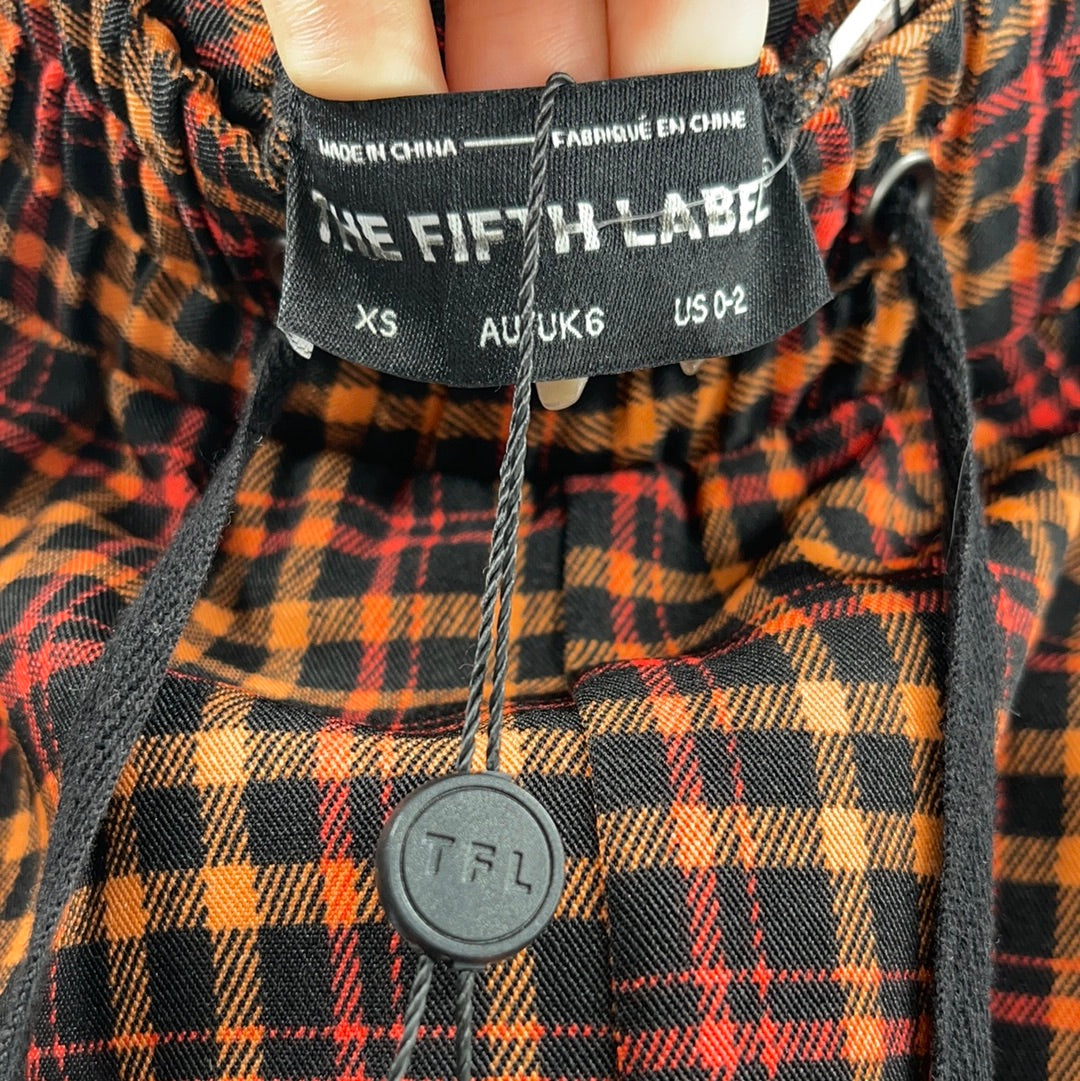 MADE IN CHINA — FABRIQUÉ EN CHINE
THE FIFTH LABEL®
XS AU/UK6 US 0-2
TFL